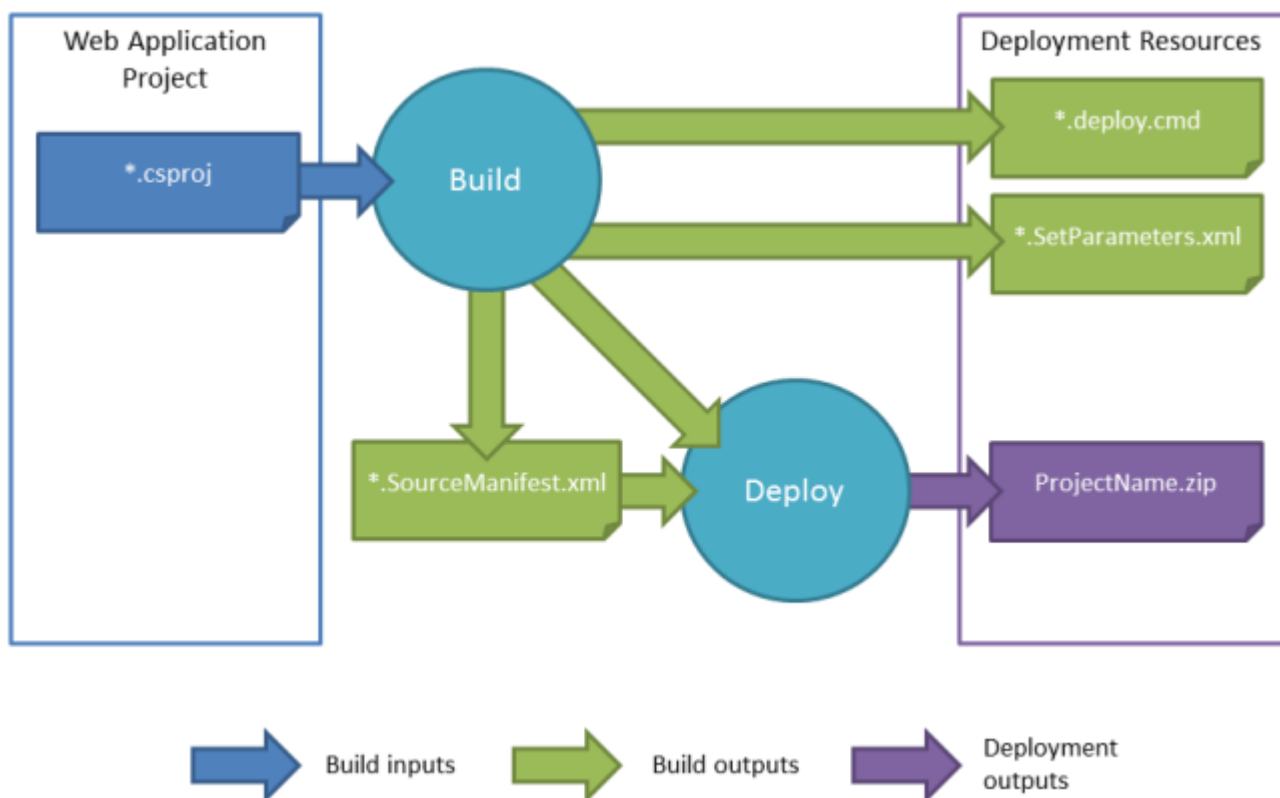 Web Application
Project
Deployment Resources
*.deploy.cmd
*.csproj
Build
*.SetParameters.xml
*.SourceManifest.xml
Deploy
ProjectName.zip
Build inputs
Build outputs
Deployment
outputs